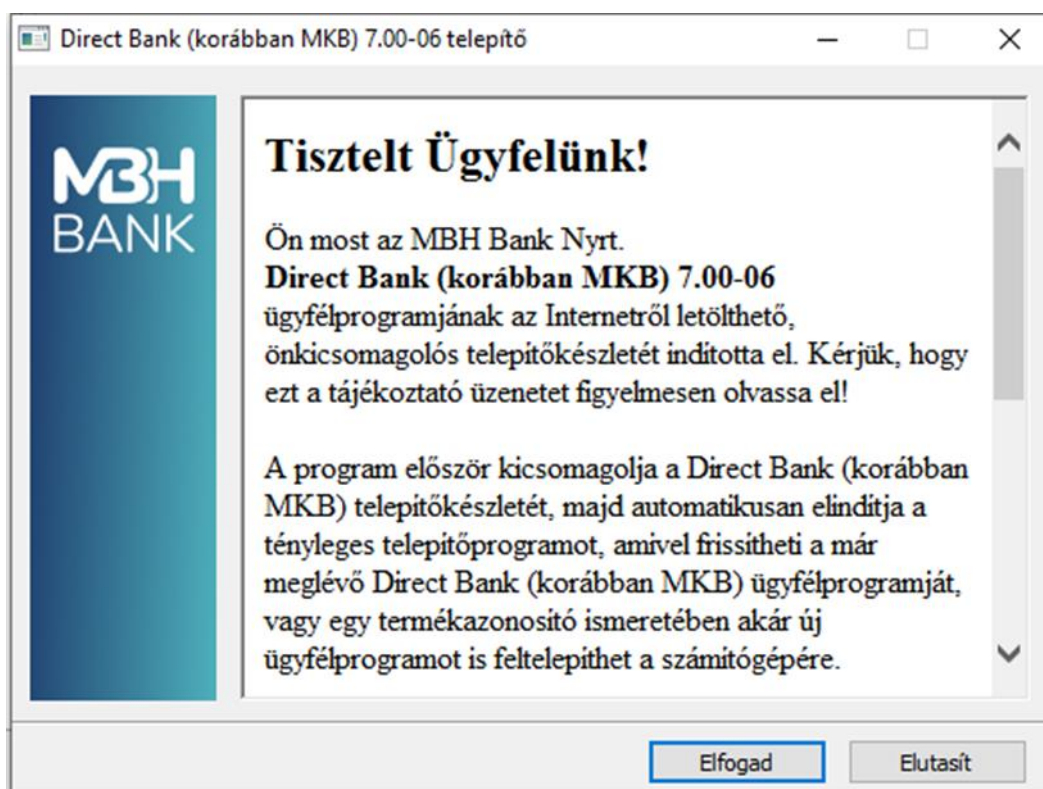 Direct Bank (korábban MKB) 7.00-06 telepítő
MBH
BANK
Tisztelt Ügyfelünk!
Ön most az MBH Bank Nyrt.
Direct Bank (korábban MKB) 7.00-06
ügyfélprogramjának az Internetről letölthető,
önkicsomagolós telepítőkészletét indította el. Kérjük, hogy
ezt a tájékoztató üzenetet figyelmesen olvassa el!
A program először kicsomagolja a Direct Bank (korábban
MKB) telepítőkészletét, majd automatikusan elindítja a
tényleges telepítőprogramot, amivel frissítheti a már
meglévő Direct Bank (korábban MKB) ügyfélprogramját,
vagy egy termékazonosító ismeretében akár új
ügyfélprogramot is feltelepíthet a számítógépére.
Elfogad
Elutasít